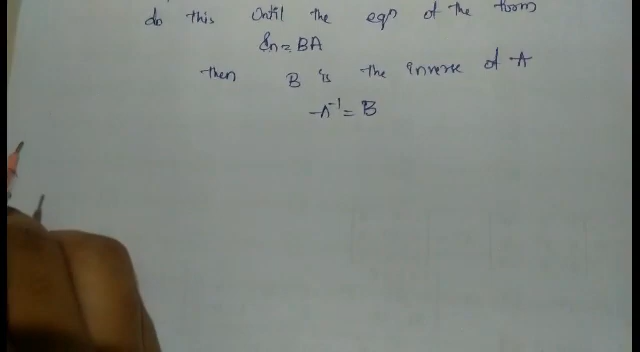 do this until the eqn of the form
In = BA
then B is the inverse of A
A⁻¹ = B